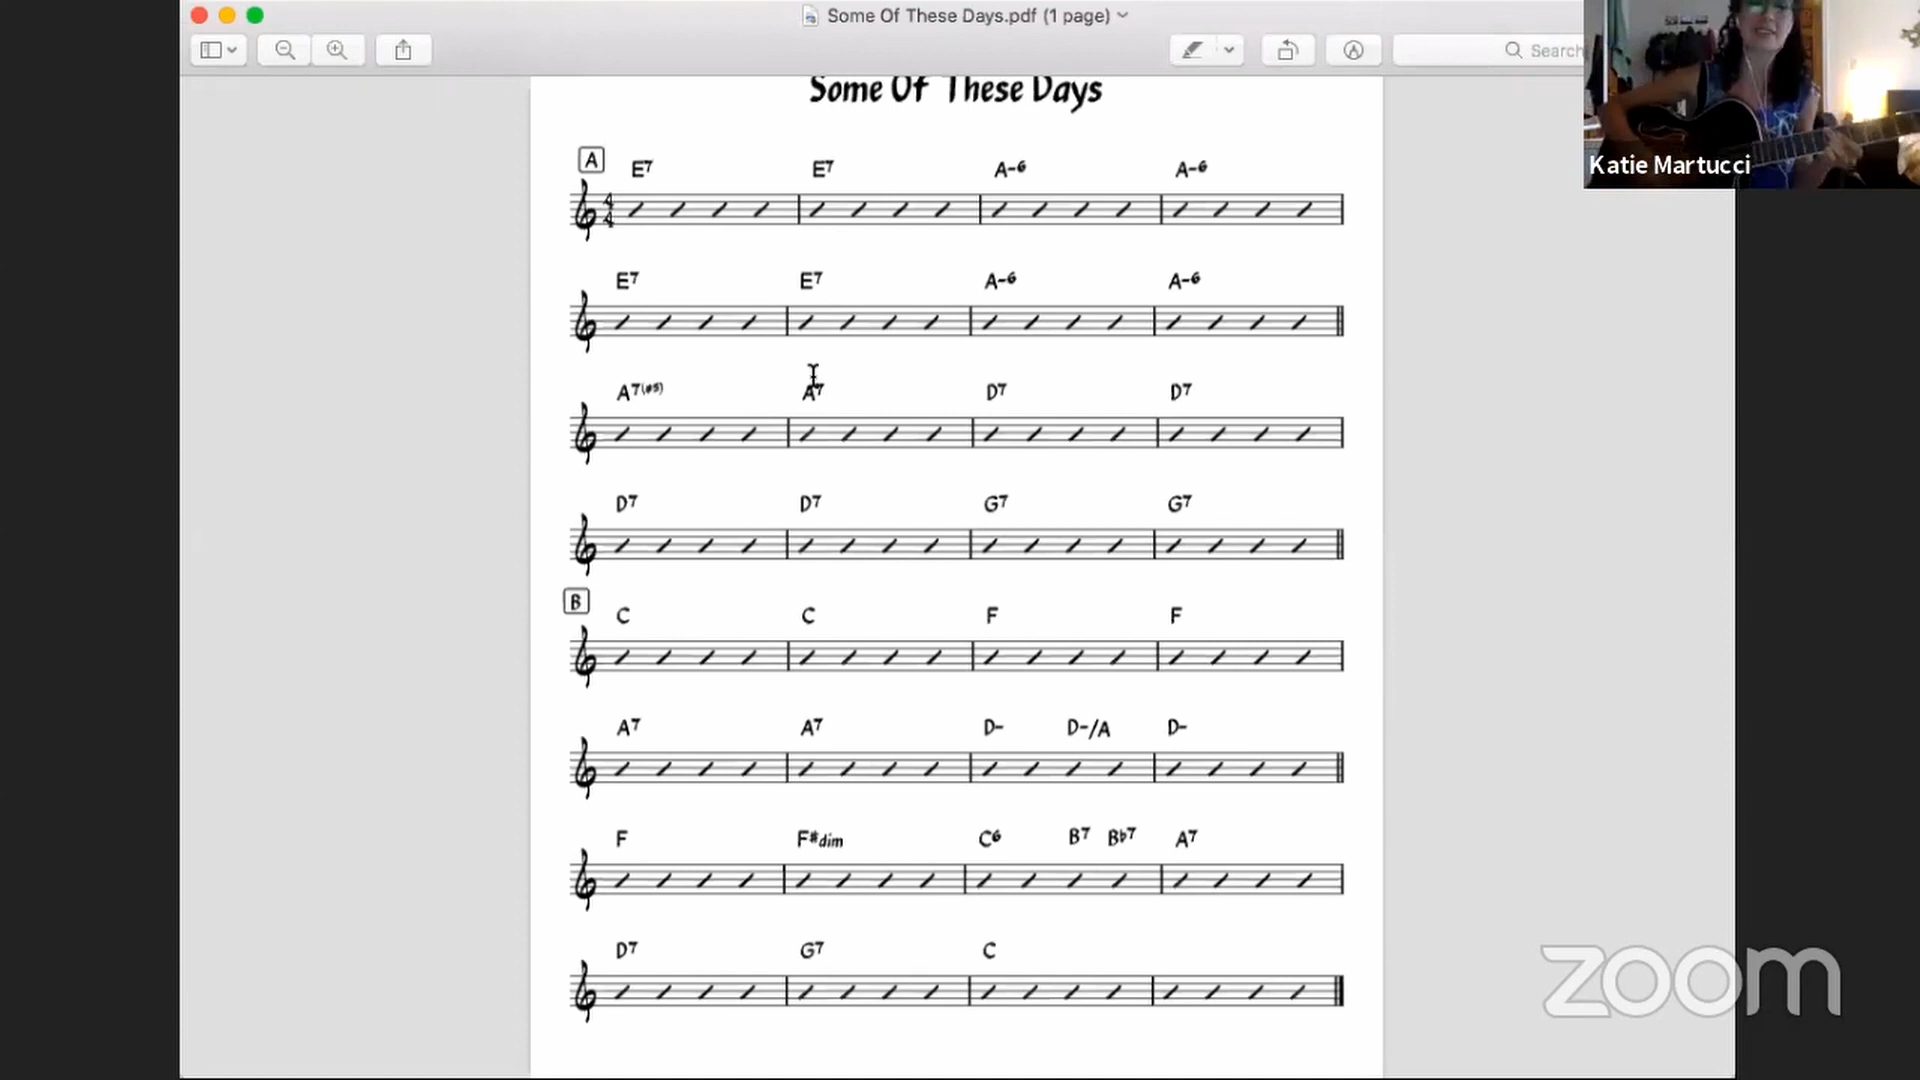 Some Of These Days.pdf (1 page)
Search
Katie Martucci
Some Of These Days
A
E7 E7 A-6 A-6
4
4
E7 E7 A-6 A-6
A7(#5) A7 D7 D7
D7 D7 G7 G7
B
C C F F
A7 A7 D- D-/A D-
F F#dim C6 B7 Bb7 A7
D7 G7 C
zoom